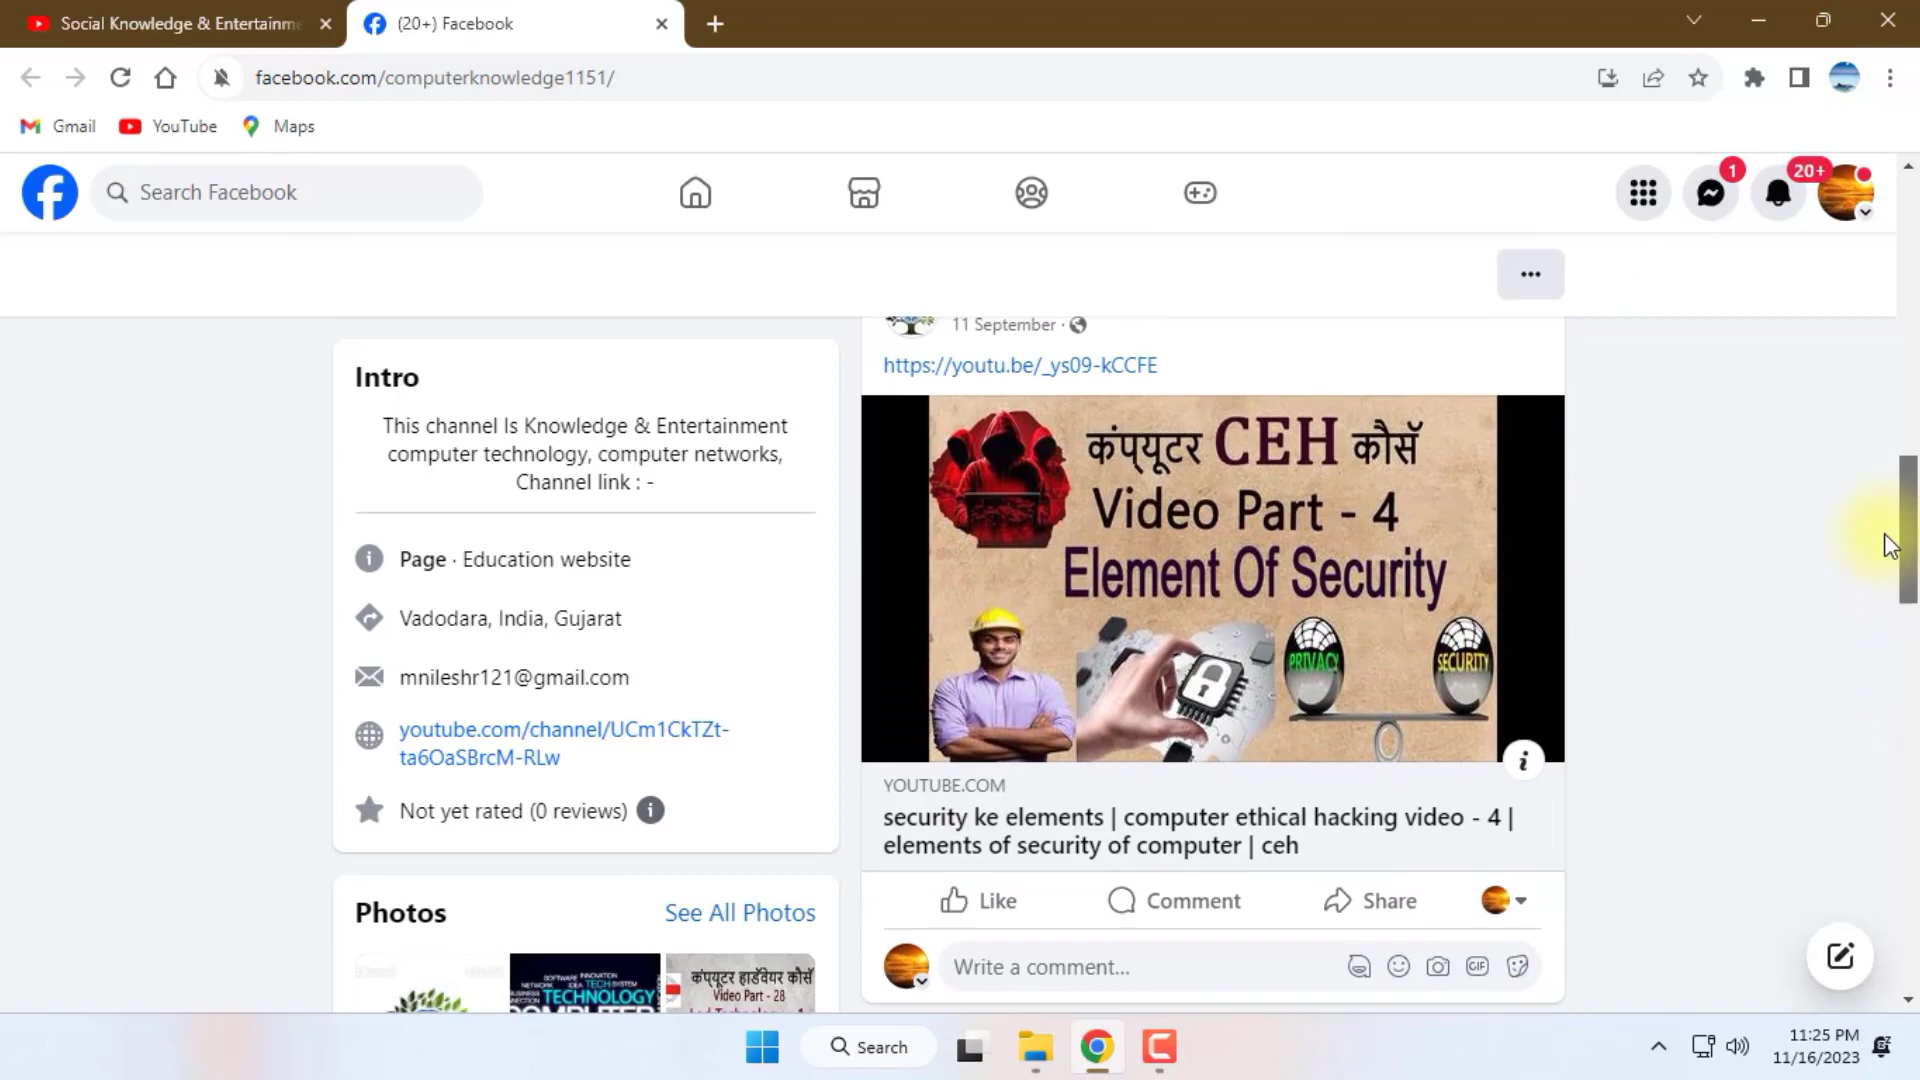 Social Knowledge & Entertainme
(20+) Facebook
facebook.com/computerknowledge1151/
Gmail
YouTube
Maps
Search Facebook
1
20+
11 September
https://youtu.be/_ys09-kCCFE
Intro
This channel Is Knowledge & Entertainment
computer technology, computer networks,
Channel link : -
Page · Education website
Vadodara, India, Gujarat
mnileshr121@gmail.com
youtube.com/channel/UCm1CkTZt-
ta6OaSBrcM-RLw
Not yet rated (0 reviews)
कंप्यूटर CEH कौर्स
Video Part - 4
Element Of Security
PRIVACY
SECURITY
YOUTUBE.COM
security ke elements | computer ethical hacking video - 4 |
elements of security of computer | ceh
Like
Comment
Share
Write a comment...
GIF
Photos
See All Photos
SOFTWARE INNOVATION
NETWORK IDEA TECH SYSTEM
TECHNOLOGY
कंप्यूटर हार्डवेयर कौर्स
Video Part - 28
Search
11:25 PM
11/16/2023